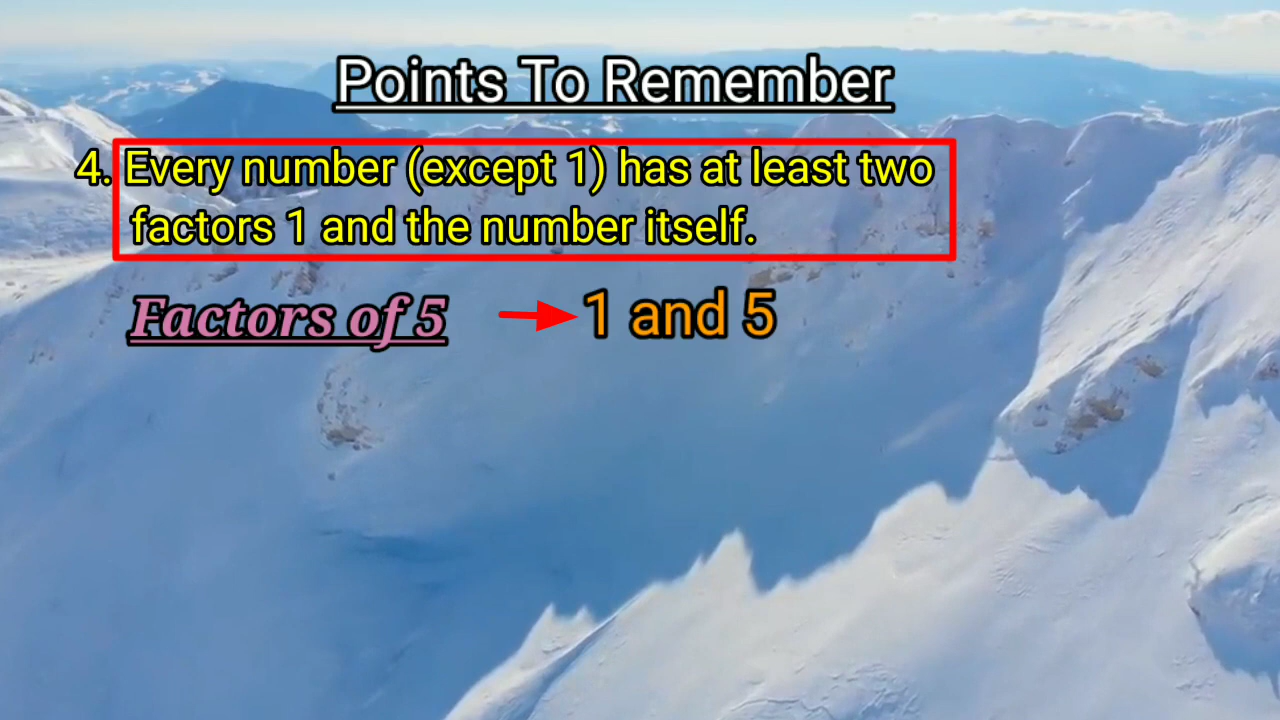 Points To Remember
4. Every number (except 1) has at least two
factors 1 and the number itself.
Factors of 5 → 1 and 5